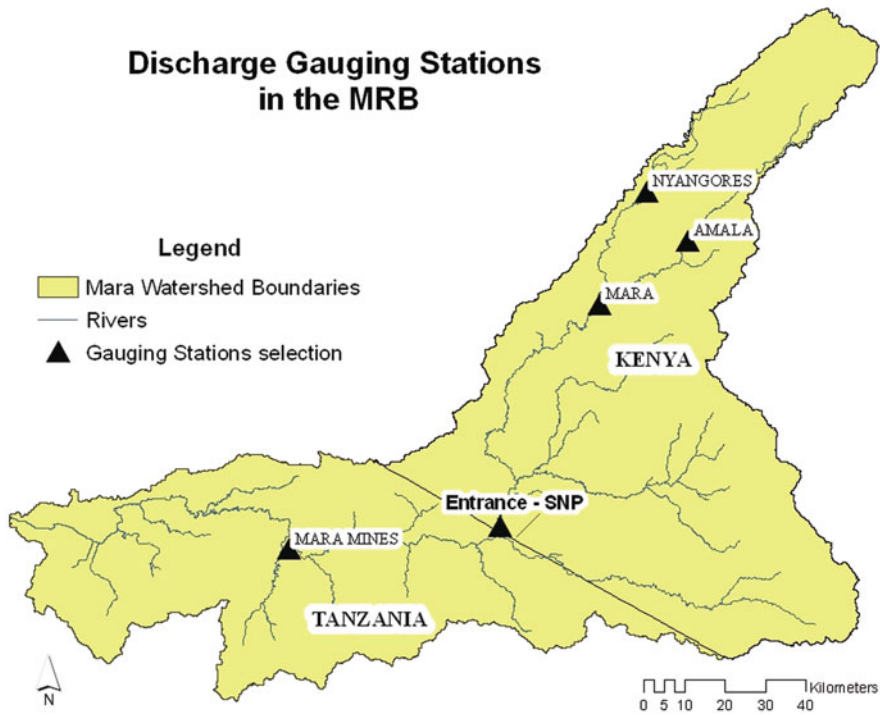 Discharge Gauging Stations
in the MRB
NYANGORES
AMALA
Legend
Mara Watershed Boundaries
MARA
Rivers
Gauging Stations selection
KENYA
Entrance - SNP
MARA MINES
TANZANIA
N
Kilometers
0 5 10 20 30 40